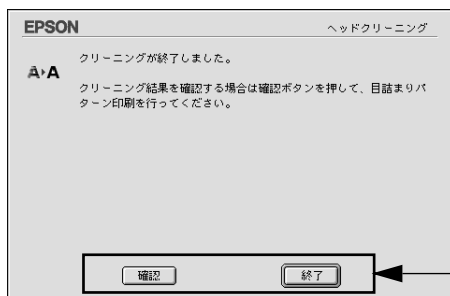 EPSON ヘッドクリーニング
A A
クリーニングが終了しました。
クリーニング結果を確認する場合は確認ボタンを押して、目詰まりパ
ターン印刷を行ってください。
確認 終了